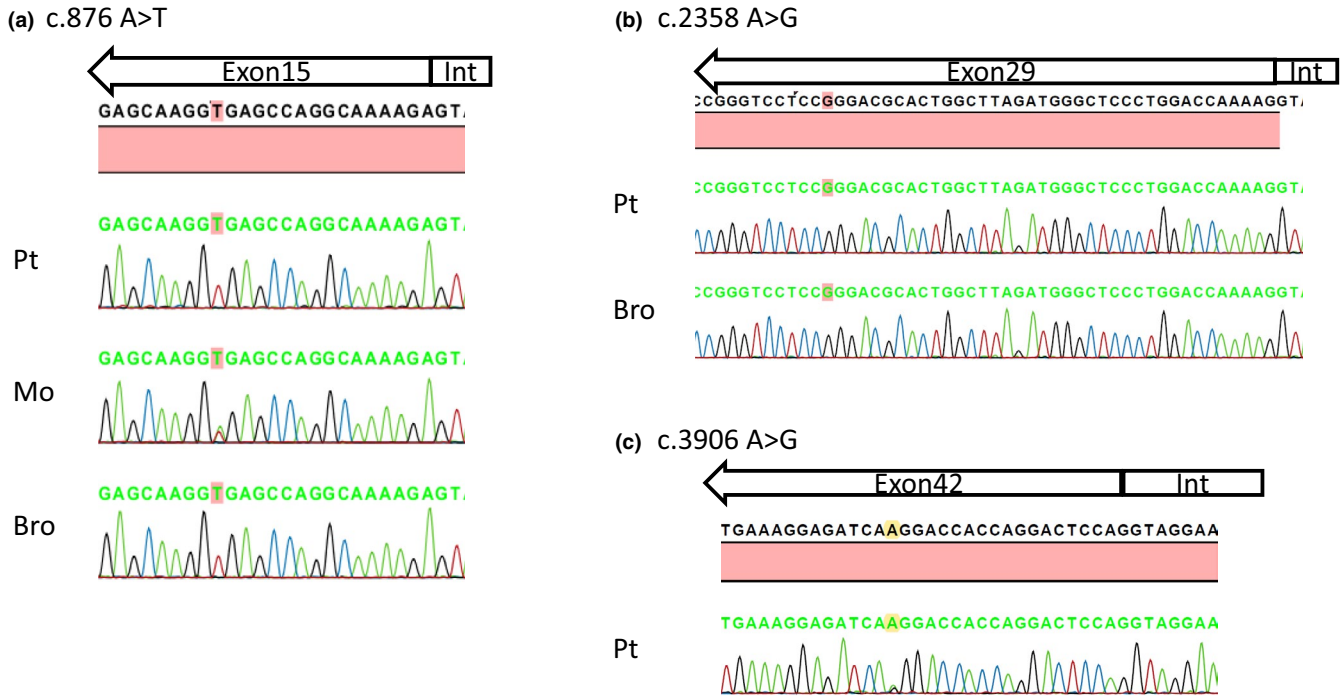 (a) c.876 A>T
Exon15 Int
GAGCAAGGTGAGCCAGGCAAAAGAGT
Pt
GAGCAAGGTGAGCCAGGCAAAAGAGT
Mo
GAGCAAGGTGAGCCAGGCAAAAGAGT
Bro
GAGCAAGGTGAGCCAGGCAAAAGAGT
(b) c.2358 A>G
Exon29 Int
CCGGGTCCTCCGGGACGCACTGGCTTAGATGGGCTCCCTGGACCAAAAGGT
Pt
CCGGGTCCTCCGGGACGCACTGGCTTAGATGGGCTCCCTGGACCAAAAGGT
Bro
CCGGGTCCTCCGGGACGCACTGGCTTAGATGGGCTCCCTGGACCAAAAGGT
(c) c.3906 A>G
Exon42 Int
TGAAAGGAGATCAAGGACCACCAGGACTCCAGGTAGGAA
Pt
TGAAAGGAGATCAAGGACCACCAGGACTCCAGGTAGGAA